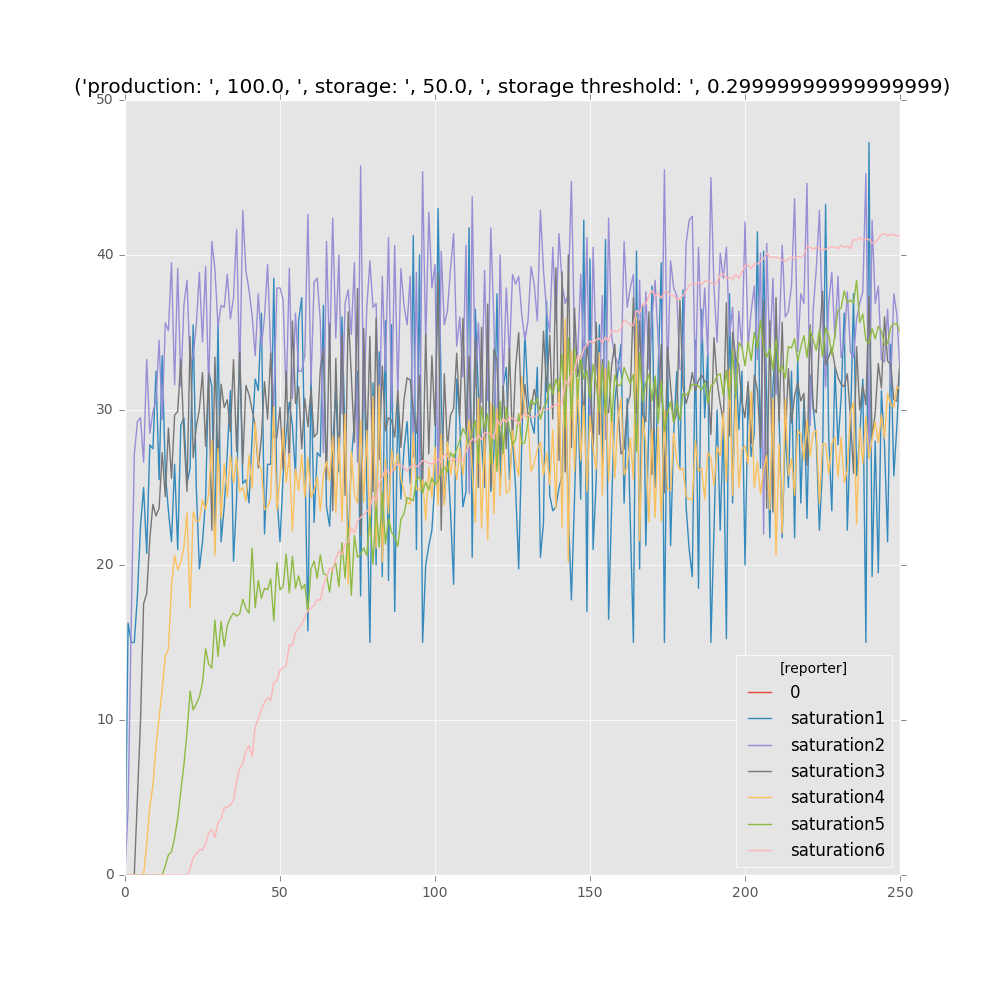 ('production: ', 100.0, ', storage: ', 50.0, ', storage threshold: ', 0.29999999999999999)
50
40
30
20
10
0
0 50 100 150 200 250
[reporter]
0
saturation1
saturation2
saturation3
saturation4
saturation5
saturation6